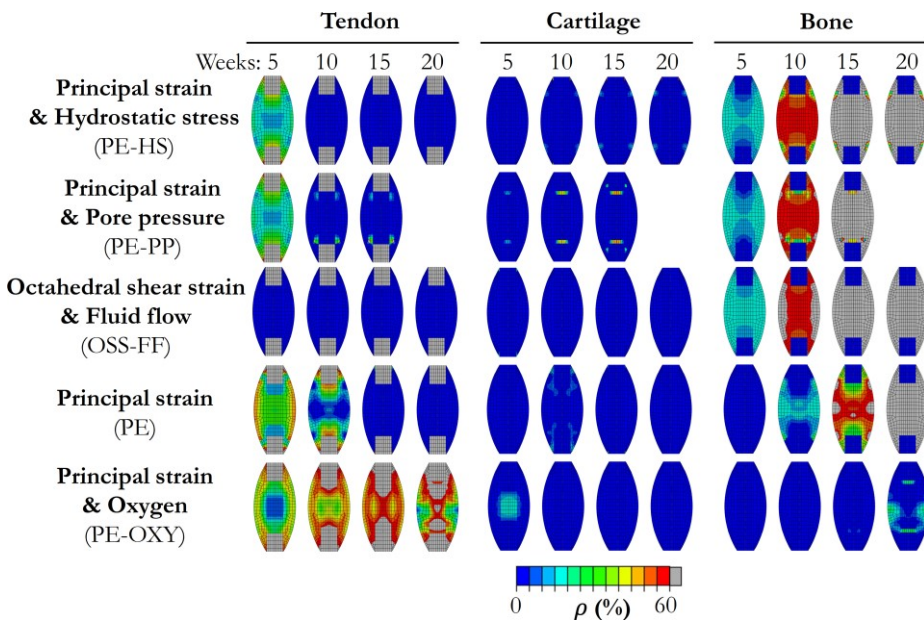 Tendon Cartilage Bone
Weeks: 5 10 15 20 5 10 15 20 5 10 15 20
Principal strain
& Hydrostatic stress
(PE-HS)
Principal strain
& Pore pressure
(PE-PP)
Octahedral shear strain
& Fluid flow
(OSS-FF)
Principal strain
(PE)
Principal strain
& Oxygen
(PE-OXY)
0 ρ (%) 60